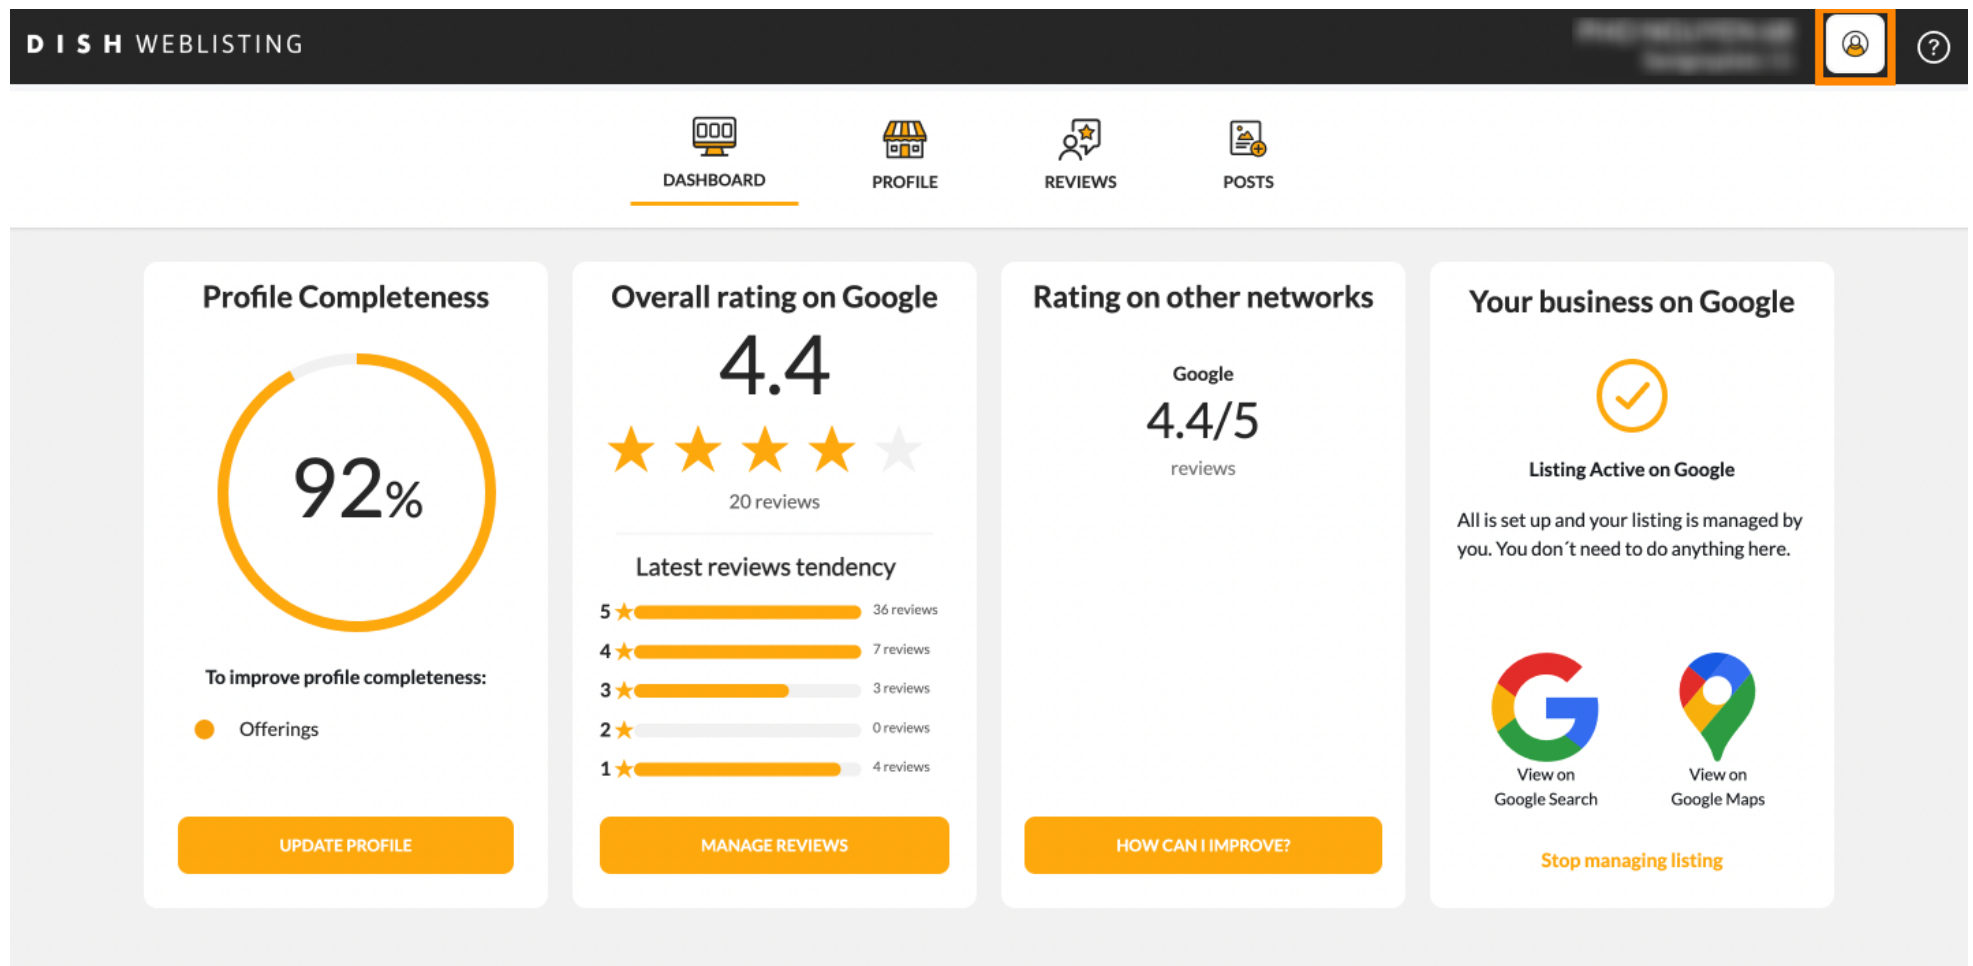 DISH WEBLISTING
?
DASHBOARD
PROFILE
REVIEWS
POSTS
Profile Completeness
92%
To improve profile completeness:
Offerings
UPDATE PROFILE
Overall rating on Google
4.4
20 reviews
Latest reviews tendency
5 36 reviews
4 7 reviews
3 3 reviews
2 0 reviews
1 4 reviews
MANAGE REVIEWS
Rating on other networks
Google
4.4/5
reviews
HOW CAN I IMPROVE?
Your business on Google
Listing Active on Google
All is set up and your listing is managed by
you. You don´t need to do anything here.
View on
Google Search
View on
Google Maps
Stop managing listing